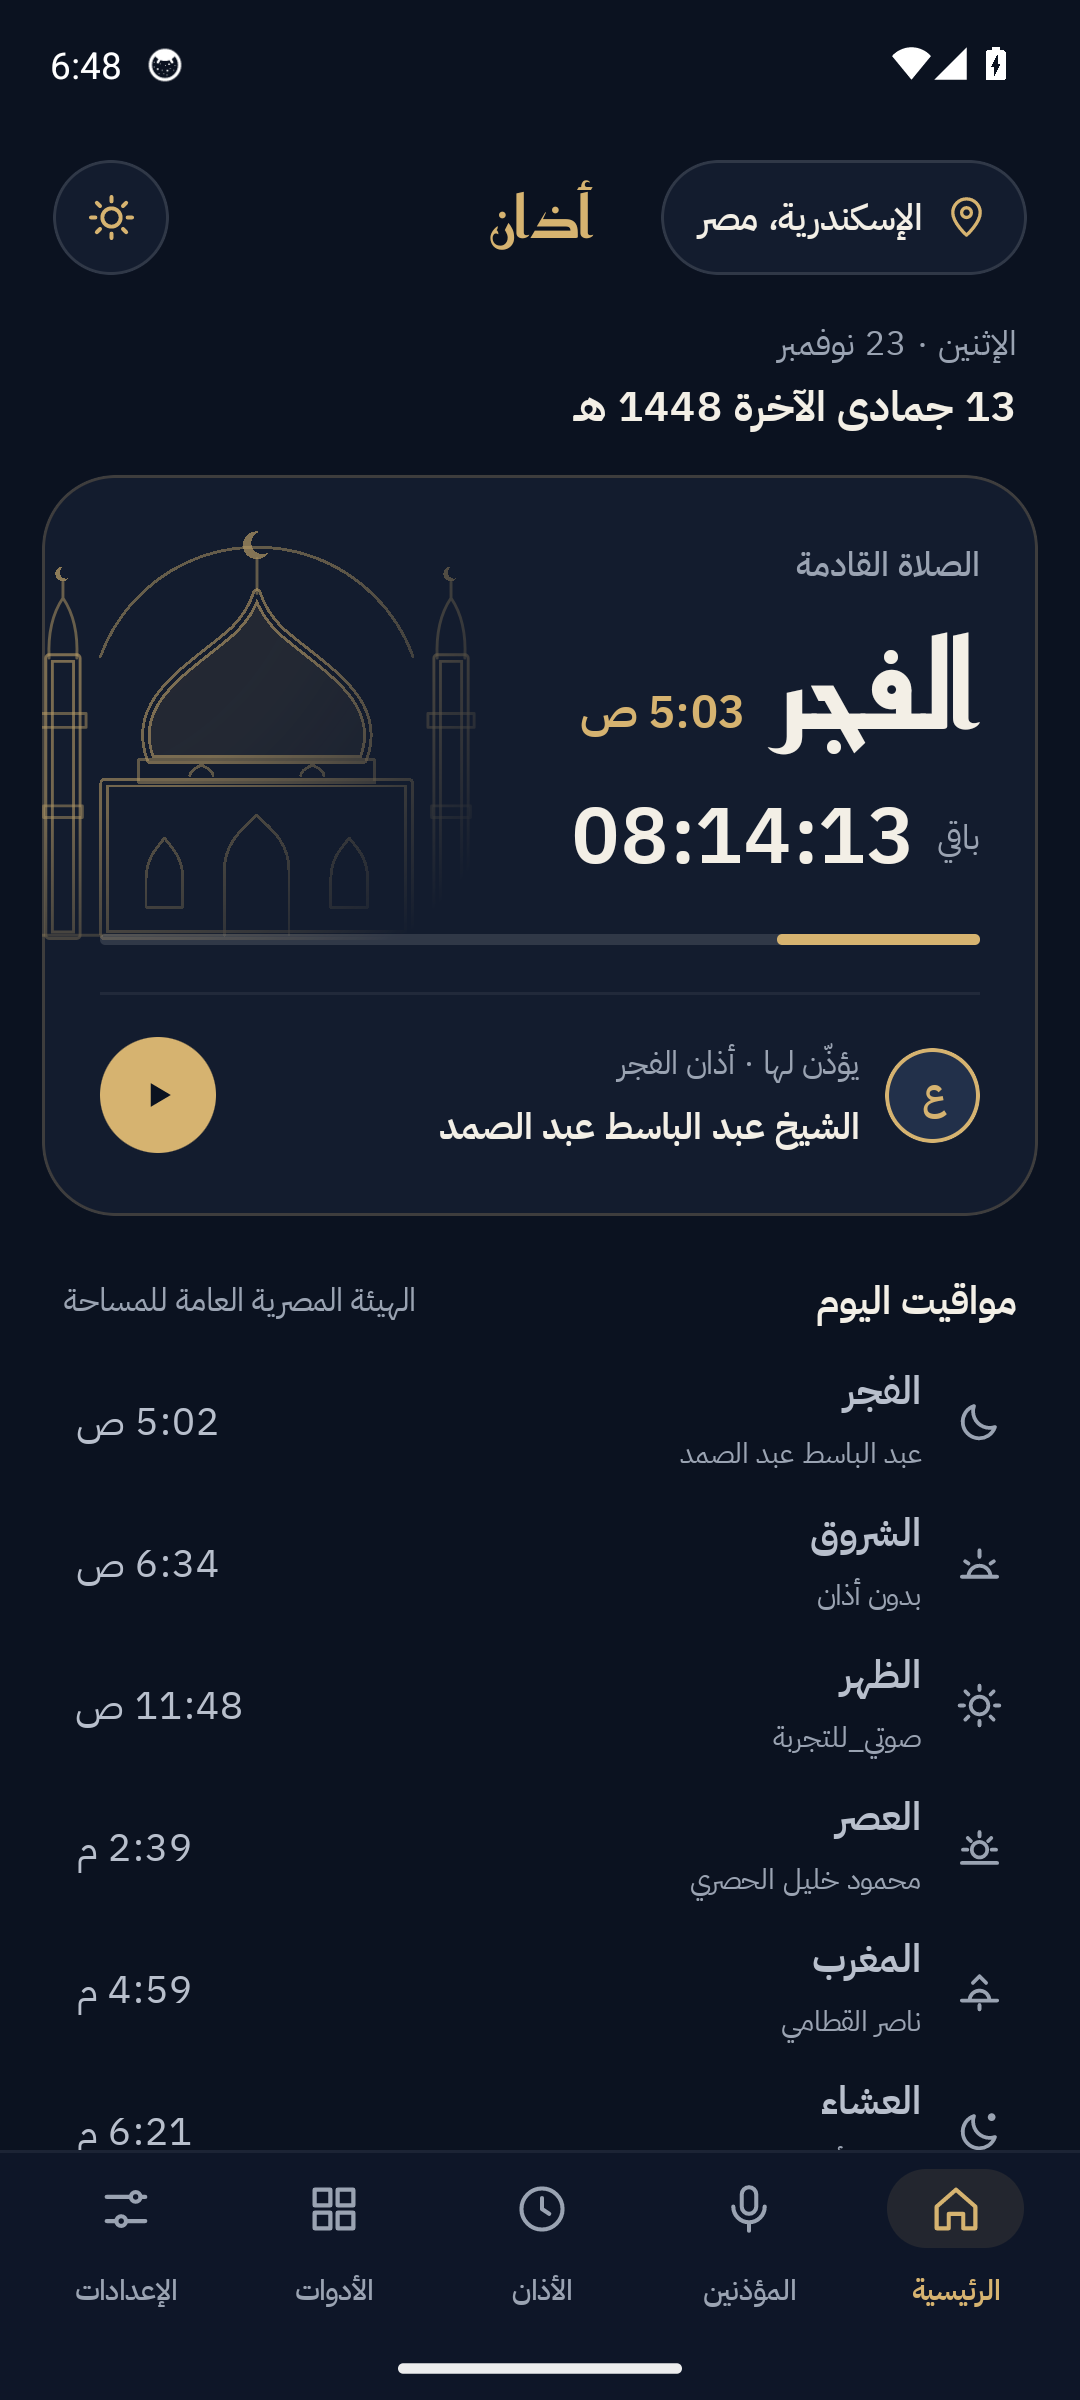 6:48
الإسكندرية، مصر
أذان
الإثنين · 23 نوفمبر
13 جمادى الآخرة 1448 هـ
الصلاة القادمة
الفجر 5:03 ص
باقي 08:14:13
يؤذّن لها · أذان الفجر
الشيخ عبد الباسط عبد الصمد
ع
مواقيت اليوم
الهيئة المصرية العامة للمساحة
الفجر
عبد الباسط عبد الصمد
5:02 ص
الشروق
بدون أذان
6:34 ص
الظهر
صوتي_للتجربة
11:48 ص
العصر
محمود خليل الحصري
2:39 م
المغرب
ناصر القطامي
4:59 م
العشاء
6:21 م
الرئيسية
المؤذنين
الأذان
الأدوات
الإعدادات